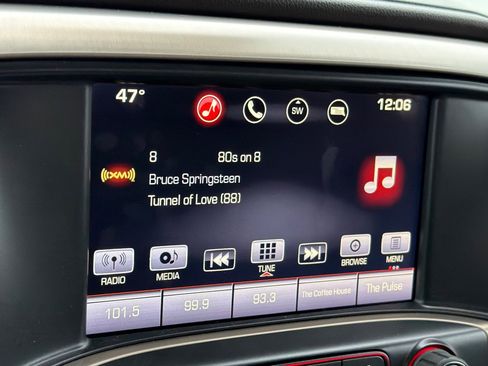 47°
SW
12:06
8 80s on 8
((XM))
Bruce Springsteen
Tunnel of Love (88)
RADIO
MEDIA
TUNE
BROWSE
MENU
101.5
99.9
93.3
The Coffee House
The Pulse